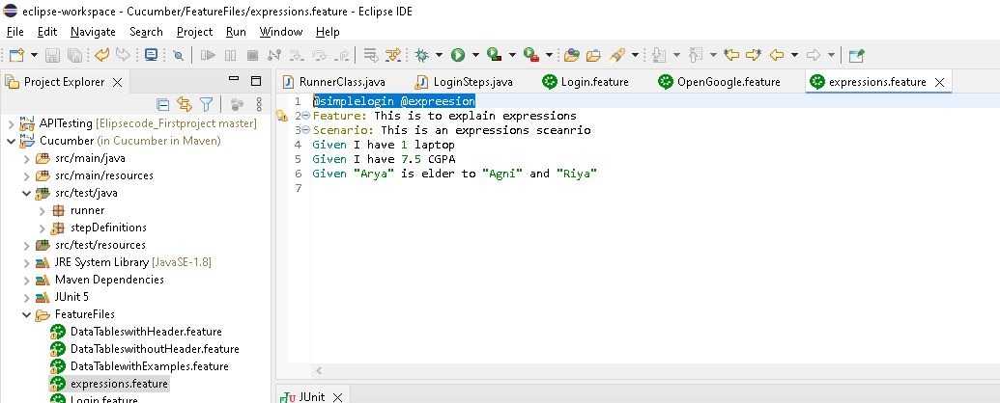 eclipse-workspace - Cucumber/FeatureFiles/expressions.feature - Eclipse IDE
File Edit Navigate Search Project Run Window Help
Project Explorer
RunnerClass.java LoginSteps.java Login.feature OpenGoogle.feature expressions.feature
APITesting [Elipsecode_Firstproject master]
Cucumber (in Cucumber in Maven)
src/main/java
src/main/resources
src/test/java
runner
stepDefinitions
src/test/resources
JRE System Library [JavaSE-1.8]
Maven Dependencies
JUnit 5
FeatureFiles
DataTableswithHeader.feature
DataTableswithoutHeader.feature
DataTablewithExamples.feature
expressions.feature
Login.feature
1 @simplelogin @expreesion
2 Feature: This is to explain expressions
3 Scenario: This is an expressions sceanrio
4 Given I have 1 laptop
5 Given I have 7.5 CGPA
6 Given "Arya" is elder to "Agni" and "Riya"
7
JUnit